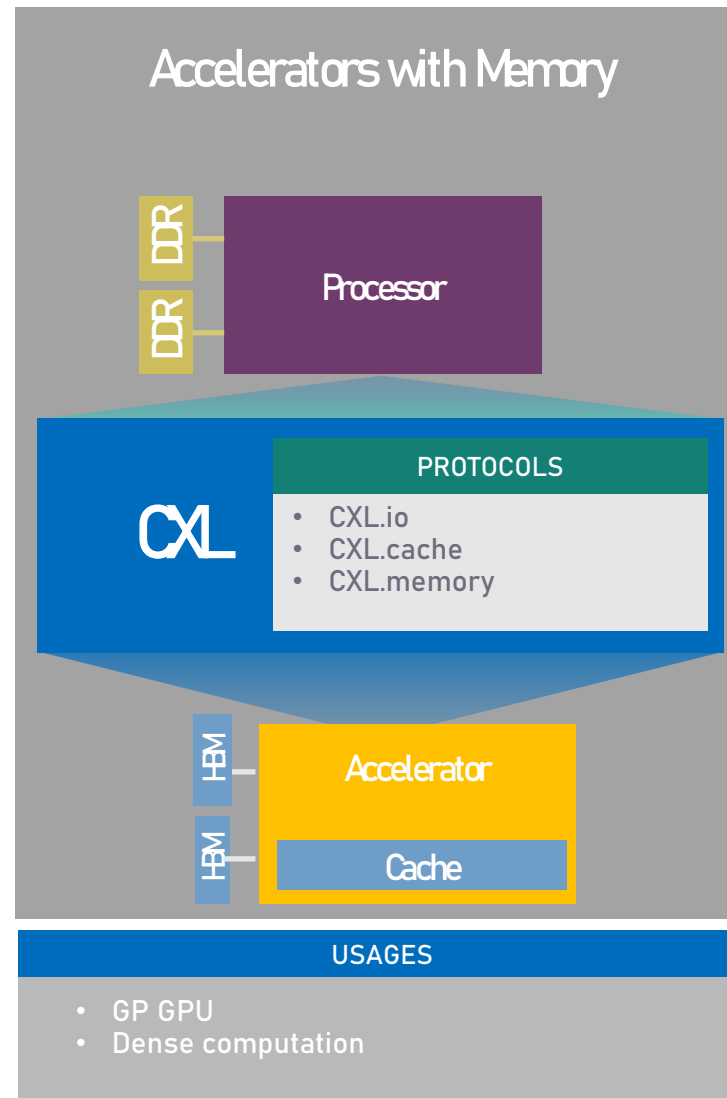 Accelerators with Memory
DDR
Processor
DDR
PROTOCOLS
CXL
• CXL.io
• CXL.cache
• CXL.memory
HBM
Accelerator
HBM
Cache
USAGES
• GP GPU
• Dense computation